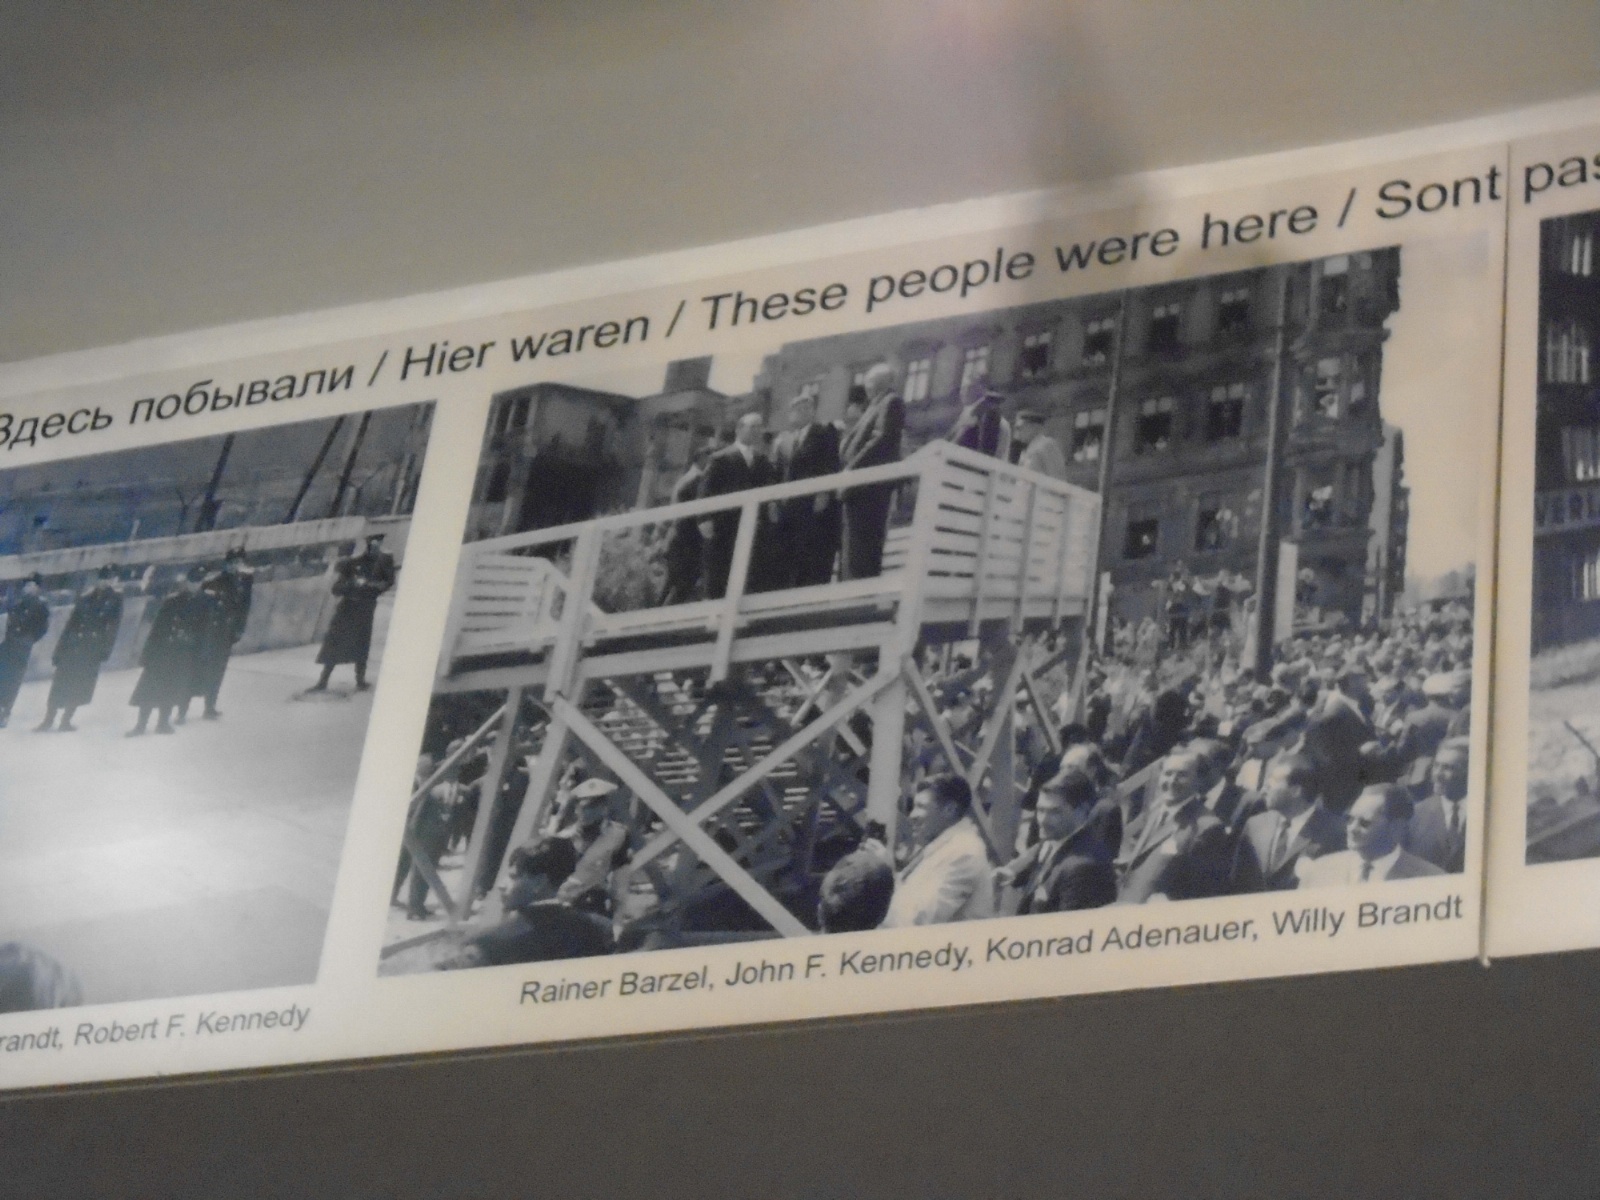 Здесь побывали / Hier waren / These people were here / Sont pas
randt, Robert F. Kennedy
Rainer Barzel, John F. Kennedy, Konrad Adenauer, Willy Brandt